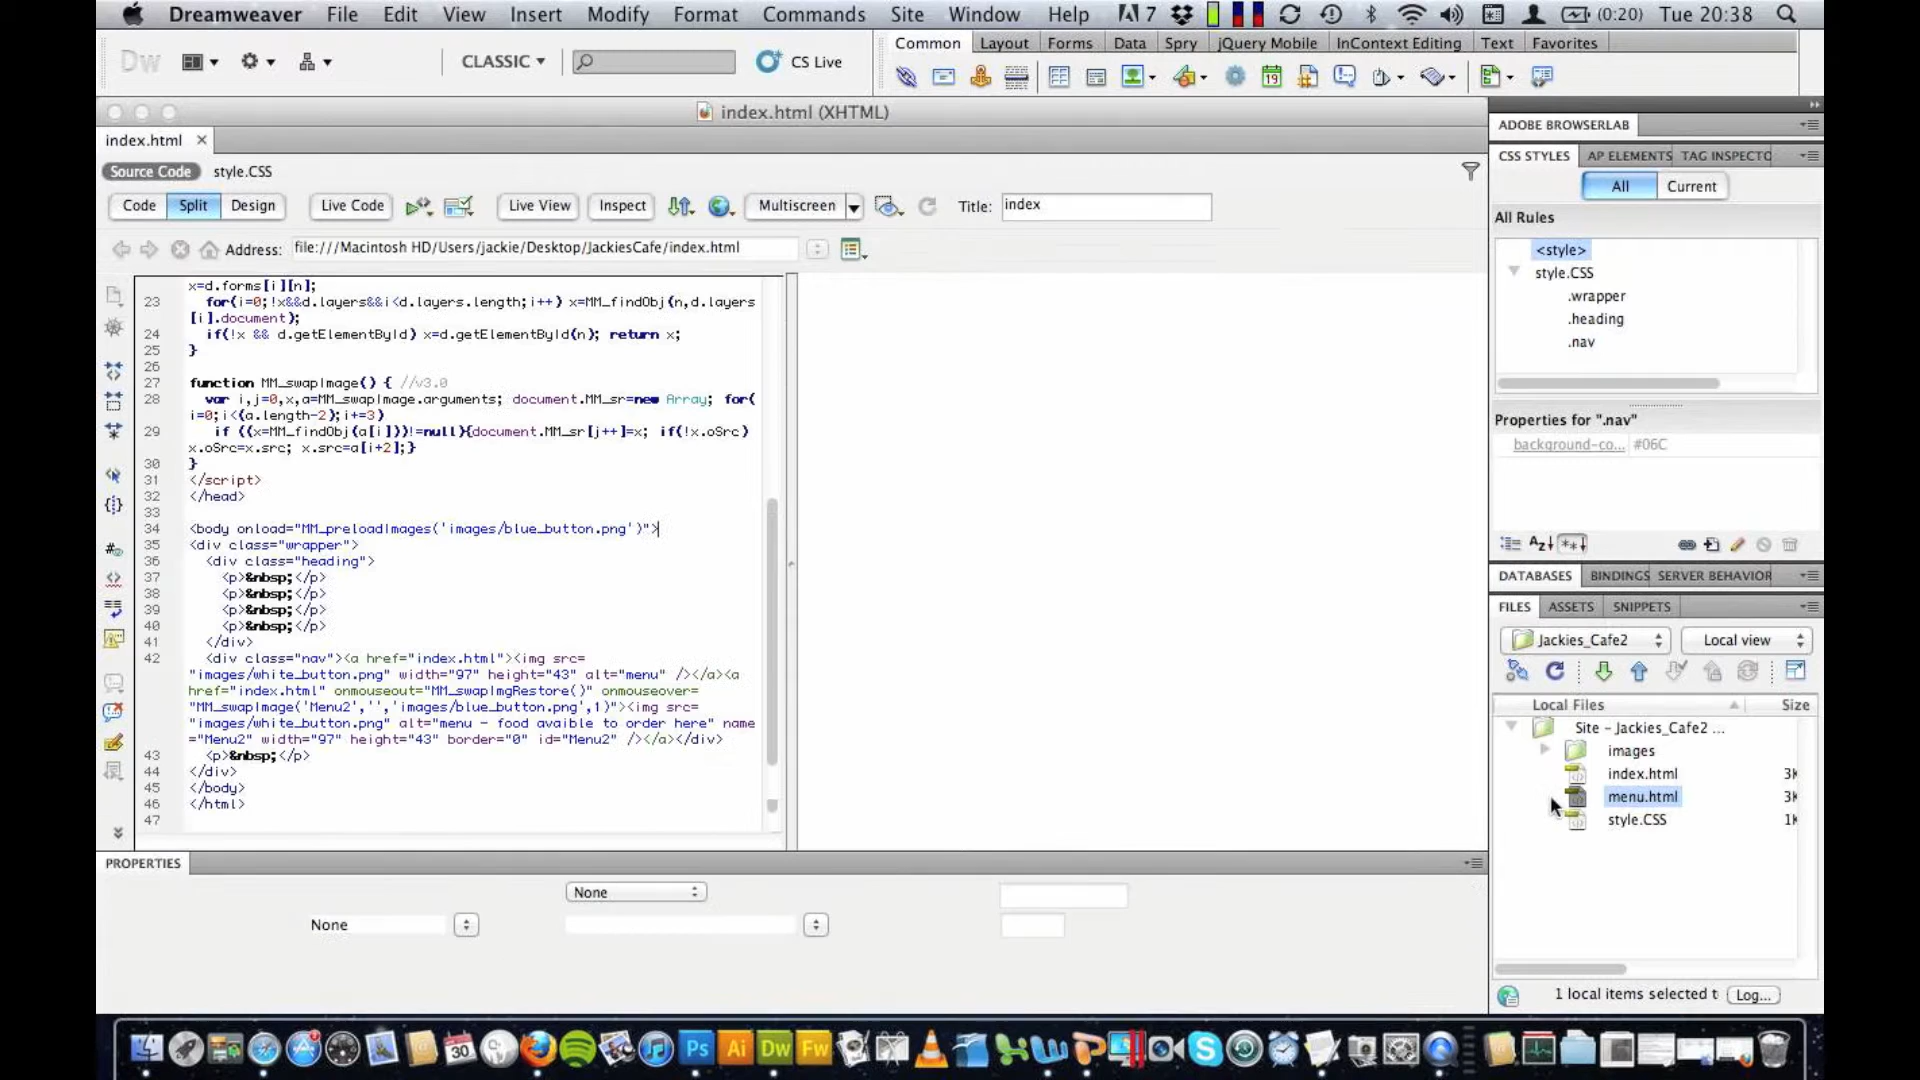 Dreamweaver File Edit View Insert Modify Format Commands Site Window Help 7 (0:20) Tue 20:38
Dw CLASSIC CS Live
Common Layout Forms Data Spry jQuery Mobile InContext Editing Text Favorites
19
index.html (XHTML)
index.html
Source Code style.CSS
Code Split Design Live Code Live View Inspect Multiscreen Title: index
Address: file:///Macintosh HD/Users/jackie/Desktop/JackiesCafe/index.html
x=d.forms[i][n];
23 for(i=0;!x&&d.layers&&i<d.layers.length;i++) x=MM_findObj(n,d.layers
[i].document);
24 if(!x && d.getElementById) x=d.getElementById(n); return x;
25 }
26
27 function MM_swapImage() { //v3.0
28 var i,j=0,x,a=MM_swapImage.arguments; document.MM_sr=new Array; for(
i=0;i<(a.length-2);i+=3)
29 if ((x=MM_findObj(a[i]))!=null){document.MM_sr[j++]=x; if(!x.oSrc)
x.oSrc=x.src; x.src=a[i+2];}
30 }
31 </script>
32 </head>
33
34 <body onload="MM_preloadImages('images/blue_button.png')">
35 <div class="wrapper">
36 <div class="heading">
37 <p>&nbsp;</p>
38 <p>&nbsp;</p>
39 <p>&nbsp;</p>
40 <p>&nbsp;</p>
41 </div>
42 <div class="nav"><a href="index.html"><img src=
"images/white_button.png" width="97" height="43" alt="menu" /></a><a
href="index.html" onmouseout="MM_swapImgRestore()" onmouseover=
"MM_swapImage('Menu2','','images/blue_button.png',1)"><img src=
"images/white_button.png" alt="menu - food avaible to order here" name
="Menu2" width="97" height="43" border="0" id="Menu2" /></a></div>
43 <p>&nbsp;</p>
44 </div>
45 </body>
46 </html>
47
PROPERTIES
None
None
ADOBE BROWSERLAB
CSS STYLES AP ELEMENTS TAG INSPECTO
All Current
All Rules
<style>
style.CSS
.wrapper
.heading
.nav
Properties for ".nav"
background-co... #06C
DATABASES BINDINGS SERVER BEHAVIOR
FILES ASSETS SNIPPETS
Jackies_Cafe2 Local view
Local Files Size
Site - Jackies_Cafe2 ...
images
index.html 3K
menu.html 3K
style.CSS 1K
1 local items selected t Log...
30 Ps Ai Dw Fw